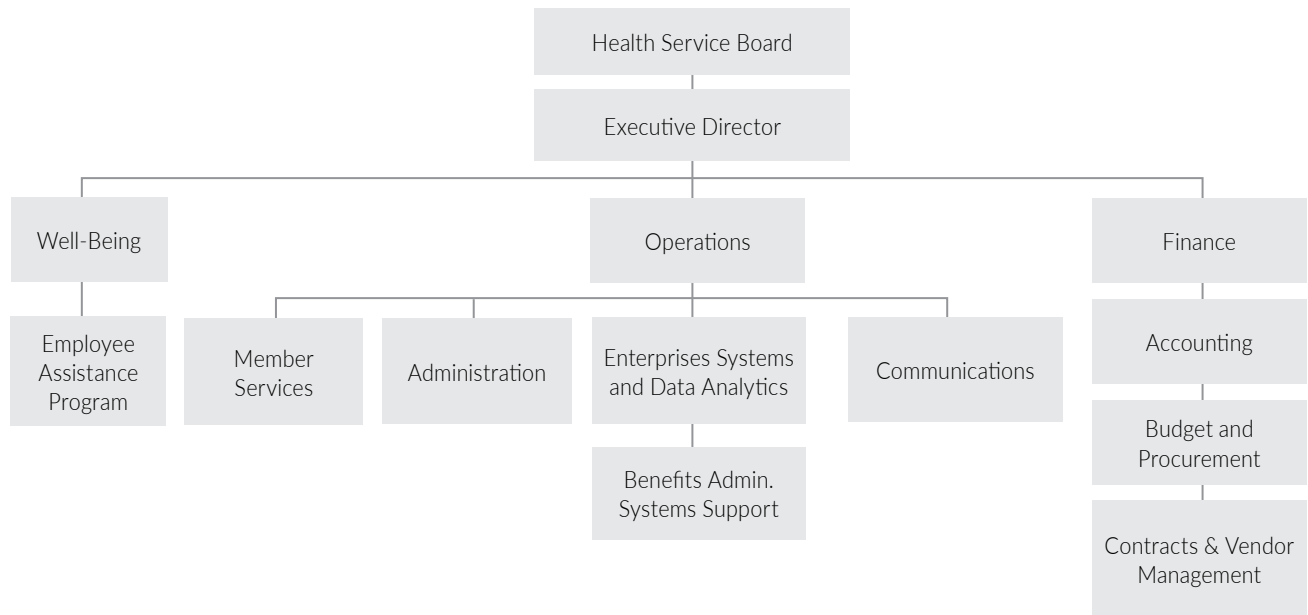 Health Service Board
Executive Director
Well-Being
Operations
Finance
Employee
Assistance
Program
Member
Services
Administration
Enterprises Systems
and Data Analytics
Communications
Accounting
Benefits Admin.
Systems Support
Budget and
Procurement
Contracts & Vendor
Management